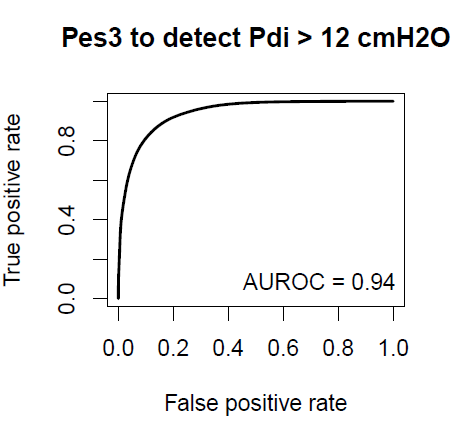 Pes3 to detect Pdi > 12 cmH2O
True positive rate
0.8
0.4
0.0
AUROC = 0.94
0.0 0.2 0.4 0.6 0.8 1.0
False positive rate